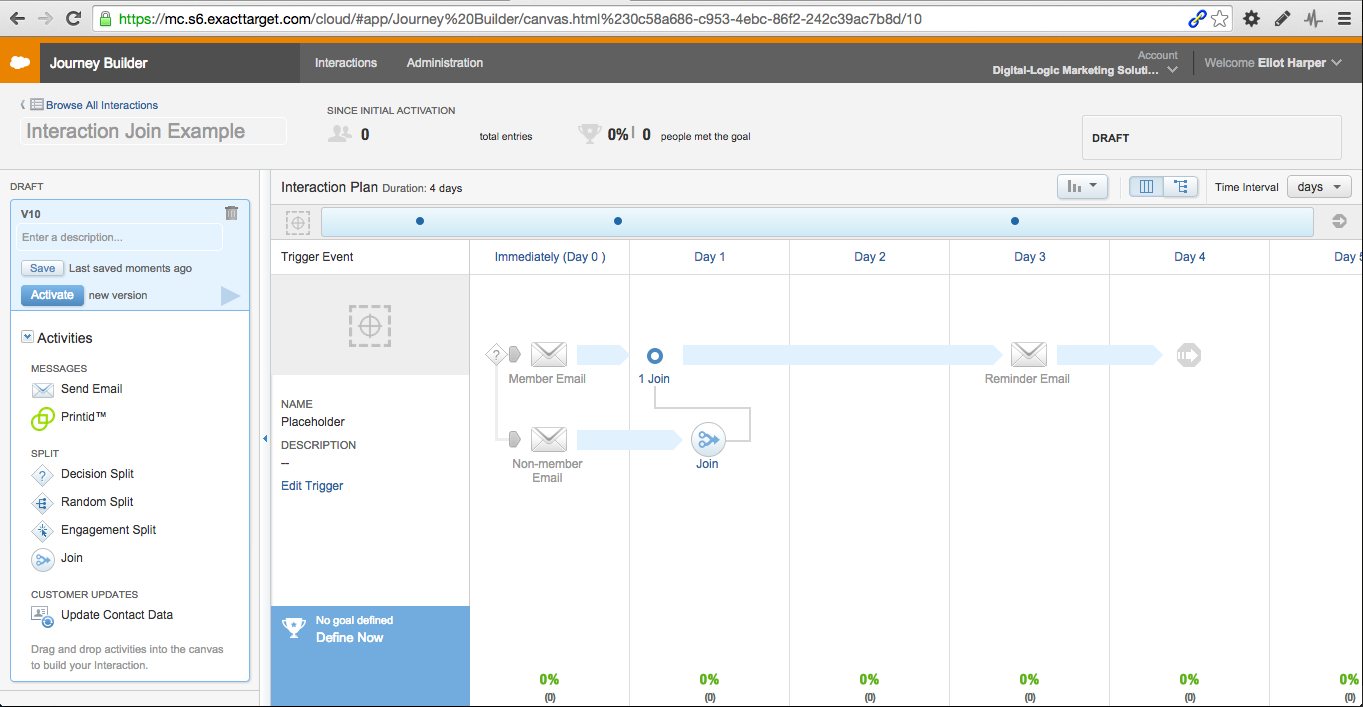 https://mc.s6.exacttarget.com/cloud/#app/Journey%20Builder/canvas.html%230c58a686-c953-4ebc-86f2-242c39ac7b8d/10
Journey Builder
Interactions
Administration
Account
Digital-Logic Marketing Soluti...
Welcome Eliot Harper
Browse All Interactions
Interaction Join Example
SINCE INITIAL ACTIVATION
0 total entries
0% | 0 people met the goal
DRAFT
DRAFT
V10
Enter a description...
Save Last saved moments ago
Activate new version
Activities
MESSAGES
Send Email
Printid™
SPLIT
Decision Split
Random Split
Engagement Split
Join
CUSTOMER UPDATES
Update Contact Data
Drag and drop activities into the canvas
to build your Interaction.
Interaction Plan Duration: 4 days
Time Interval days
Trigger Event
Immediately (Day 0 )
Day 1
Day 2
Day 3
Day 4
Day 5
NAME
Placeholder
DESCRIPTION
--
Edit Trigger
?
Member Email
1 Join
Reminder Email
Non-member
Email
Join
No goal defined
Define Now
0% 0% 0% 0% 0% 0%
(0) (0) (0) (0) (0) (0)